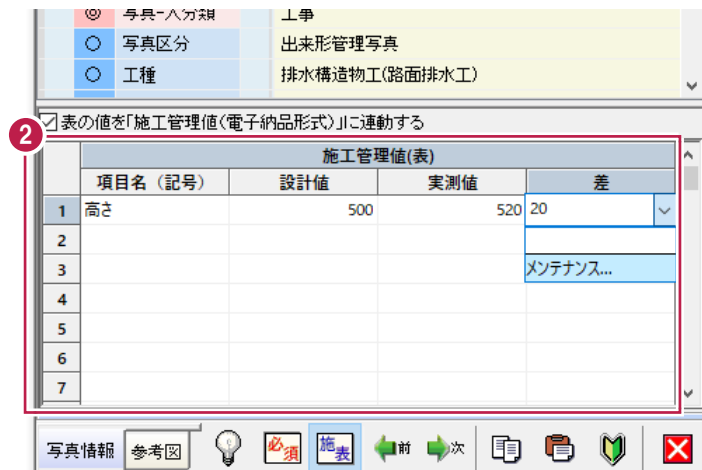 ◎ 写真-大分類 工事
○ 写真区分 出来形管理写真
○ 工種 排水構造物工(路面排水工)
2
表の値を｢施工管理値(電子納品形式)｣に連動する
施工管理値(表)
項目名（記号） 設計値 実測値 差
1 高さ 500 520 20
2
3 メンテナンス...
4
5
6
7
写真情報 参考図 必須 施表 前 次